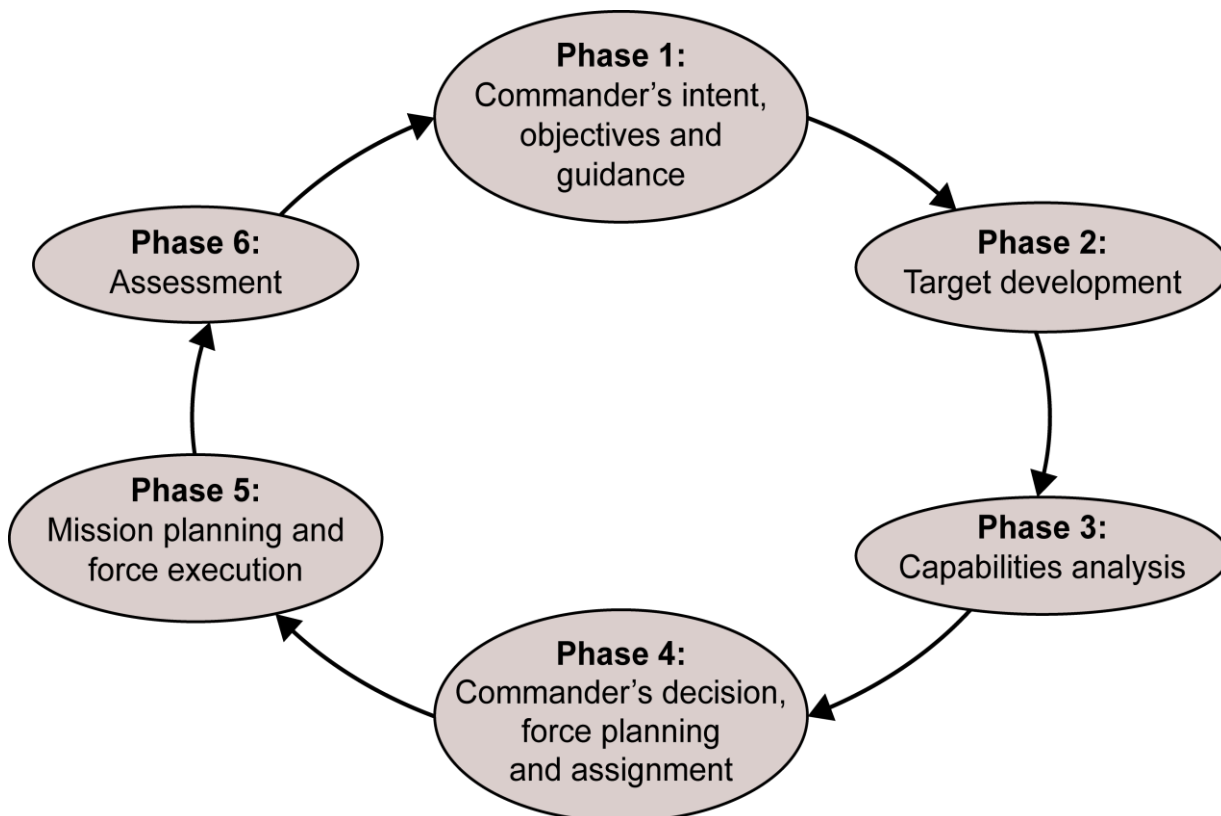 Phase 1:
Commander’s intent,
objectives and
guidance
Phase 2:
Target development
Phase 3:
Capabilities analysis
Phase 4:
Commander’s decision,
force planning
and assignment
Phase 5:
Mission planning and
force execution
Phase 6:
Assessment